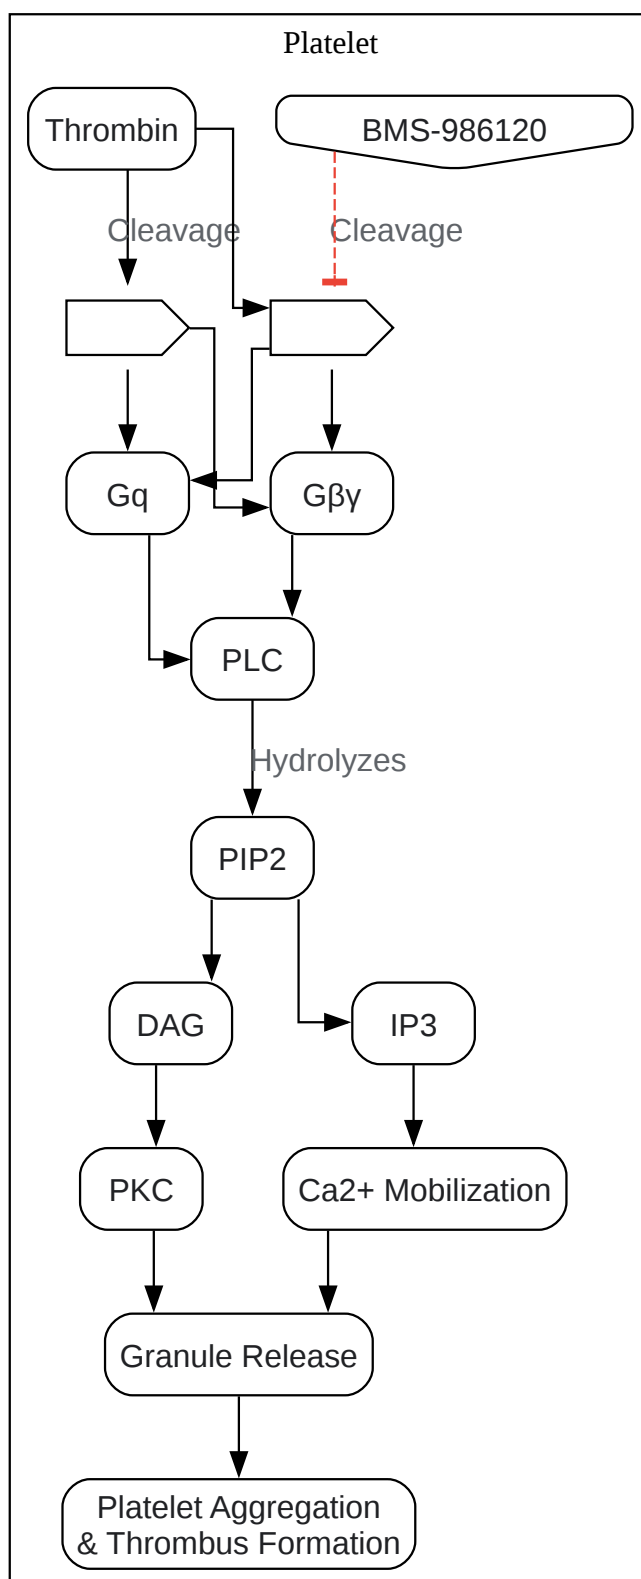 Platelet
Thrombin
BMS-986120
Cleavage
Cleavage
Gq
Gβγ
PLC
Hydrolyzes
PIP2
DAG
IP3
PKC
Ca2+ Mobilization
Granule Release
Platelet Aggregation
& Thrombus Formation